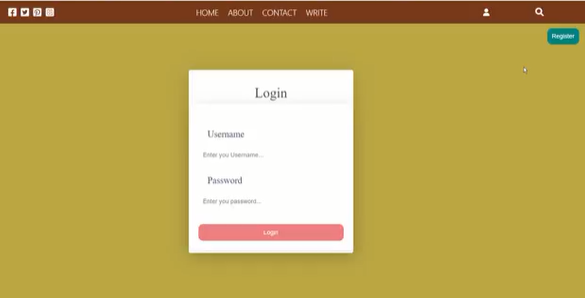 HOME ABOUT CONTACT WRITE
Register
Login
Username
Enter you Username...
Password
Enter you password...
Login